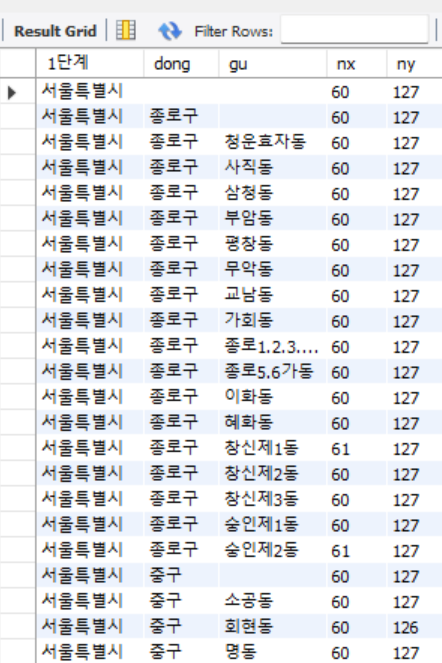 Result Grid Filter Rows:
1단계 dong gu nx ny
서울특별시 60 127
서울특별시 종로구 60 127
서울특별시 종로구 청운효자동 60 127
서울특별시 종로구 사직동 60 127
서울특별시 종로구 삼청동 60 127
서울특별시 종로구 부암동 60 127
서울특별시 종로구 평창동 60 127
서울특별시 종로구 무악동 60 127
서울특별시 종로구 교남동 60 127
서울특별시 종로구 가회동 60 127
서울특별시 종로구 종로1.2.3.... 60 127
서울특별시 종로구 종로5.6가동 60 127
서울특별시 종로구 이화동 60 127
서울특별시 종로구 혜화동 60 127
서울특별시 종로구 창신제1동 61 127
서울특별시 종로구 창신제2동 60 127
서울특별시 종로구 창신제3동 60 127
서울특별시 종로구 숭인제1동 60 127
서울특별시 종로구 숭인제2동 61 127
서울특별시 중구 60 127
서울특별시 중구 소공동 60 127
서울특별시 중구 회현동 60 126
서울특별시 중구 명동 60 127